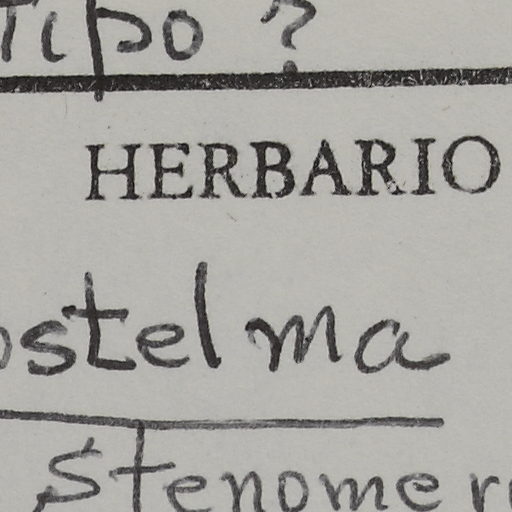 Tipo ?
HERBARIO
ostelma
Stenomer